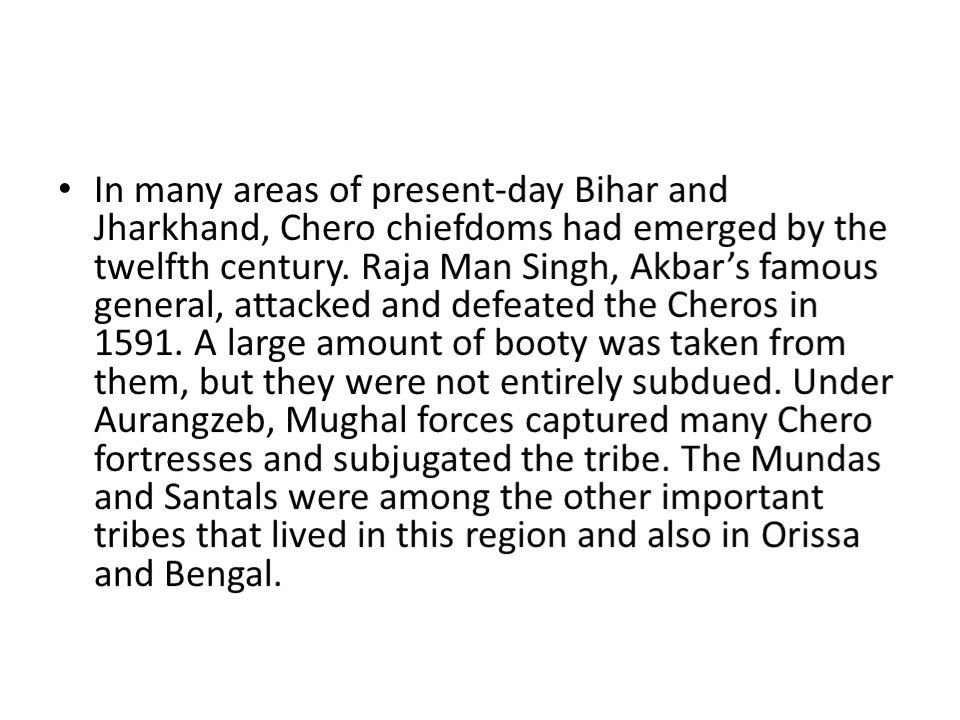 • In many areas of present-day Bihar and
Jharkhand, Chero chiefdoms had emerged by the
twelfth century. Raja Man Singh, Akbar’s famous
general, attacked and defeated the Cheros in
1591. A large amount of booty was taken from
them, but they were not entirely subdued. Under
Aurangzeb, Mughal forces captured many Chero
fortresses and subjugated the tribe. The Mundas
and Santals were among the other important
tribes that lived in this region and also in Orissa
and Bengal.